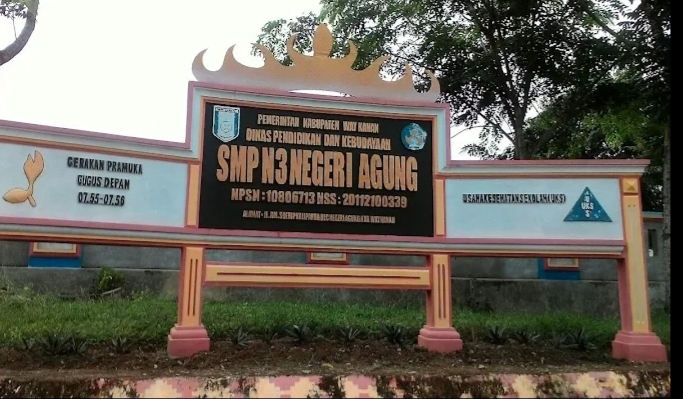 GERAKAN PRAMUKA
GUGUS DEPAN
07.55-07.56
PEMERINTAH KABUPATEN WAY KANAN
DINAS PENDIDIKAN DAN KEBUDAYAAN
SMP N 3 NEGERI AGUNG
NPSN : 10806713 NSS : 20112100339
USAHA KESEHATAN SEKOLAH (UKS)
UKS